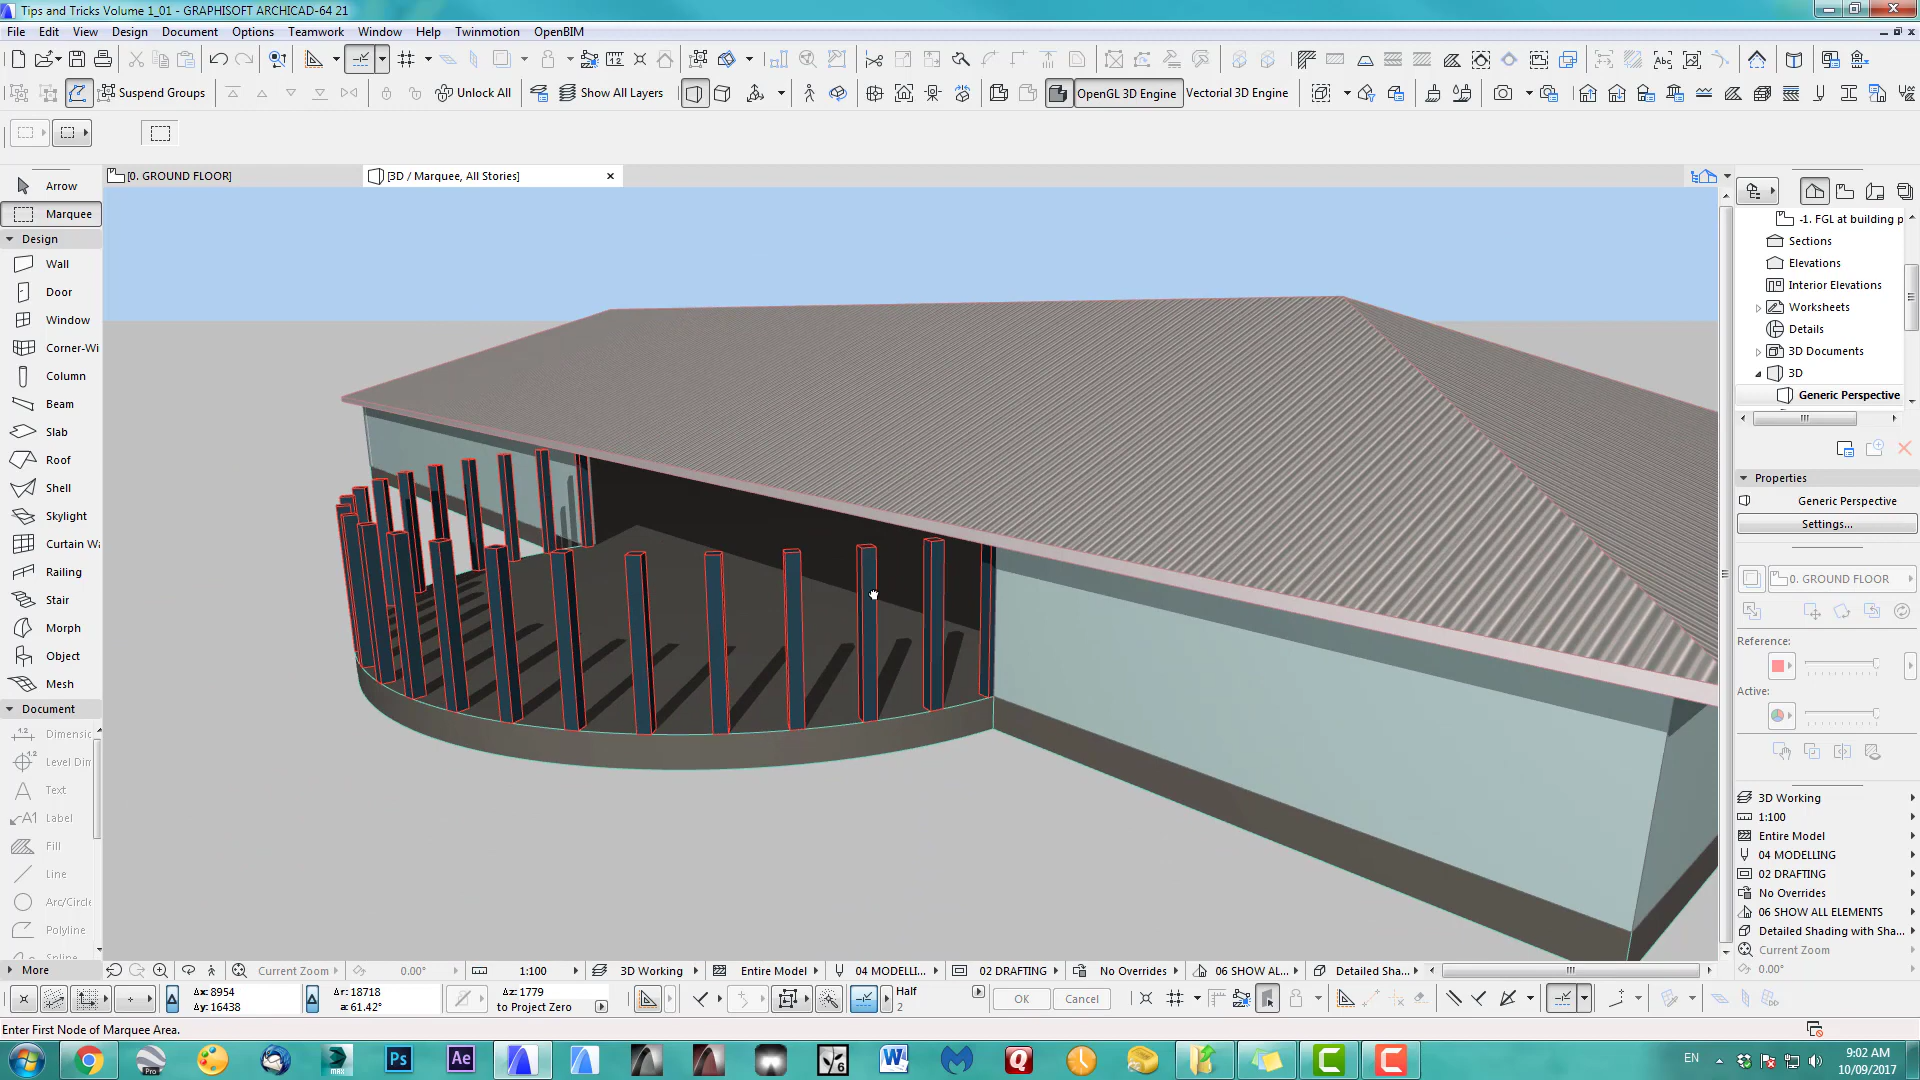 Tips and Tricks Volume 1_01 - GRAPHISOFT ARCHICAD-64 21
File Edit View Design Document Options Teamwork Window Help Twinmotion OpenBIM
Suspend Groups Unlock All Show All Layers OpenGL 3D Engine Vectorial 3D Engine
[0. GROUND FLOOR] [3D / Marquee, All Stories]
Arrow
Marquee
Design
Wall
Door
Window
Corner-Wi
Column
Beam
Slab
Roof
Shell
Skylight
Curtain Wa
Railing
Stair
Morph
Object
Mesh
Document
Dimensic
Level Dim
Text
Label
Fill
Line
Arc/Circle
Polyline
Spline
More
-1. FGL at building p
Sections
Elevations
Interior Elevations
Worksheets
Details
3D Documents
3D
Generic Perspective
Properties
Generic Perspective
Settings...
0. GROUND FLOOR
Reference:
Active:
3D Working
1:100
Entire Model
04 MODELLING
02 DRAFTING
No Overrides
06 SHOW ALL ELEMENTS
Detailed Shading with Sha...
Current Zoom
0.00°
Current Zoom 0.00° 1:100 3D Working Entire Model 04 MODELLI... 02 DRAFTING No Overrides 06 SHOW AL... Detailed Sha...
Δx: 8954 Δr: 18718 Δz: 1779 Half
Δy: 16438 a: 61.42° to Project Zero 2 OK Cancel
Enter First Node of Marquee Area.
EN
9:02 AM
10/09/2017